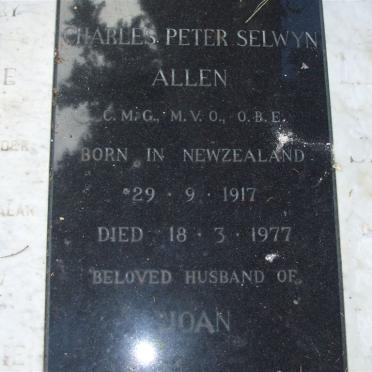 CHARLES PETER SELWYN
ALLEN
C.M.G., M.V.O., O.B.E.
BORN IN NEWZEALAND
29 · 9 · 1917
DIED 18 · 3 · 1977
BELOVED HUSBAND OF
JOAN